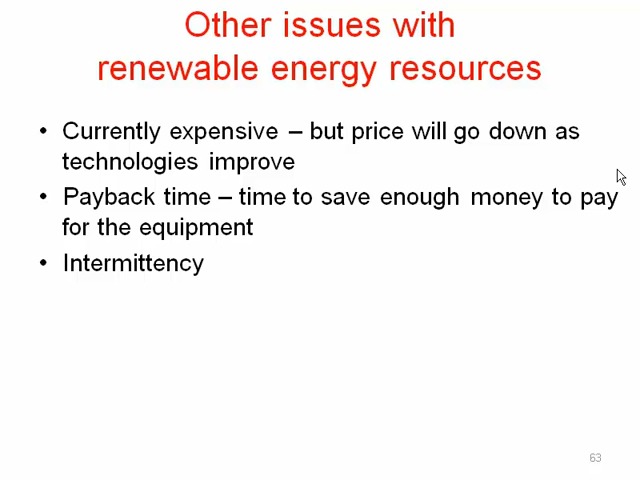 Other issues with
renewable energy resources
• Currently expensive – but price will go down as
technologies improve
• Payback time – time to save enough money to pay
for the equipment
• Intermittency
63